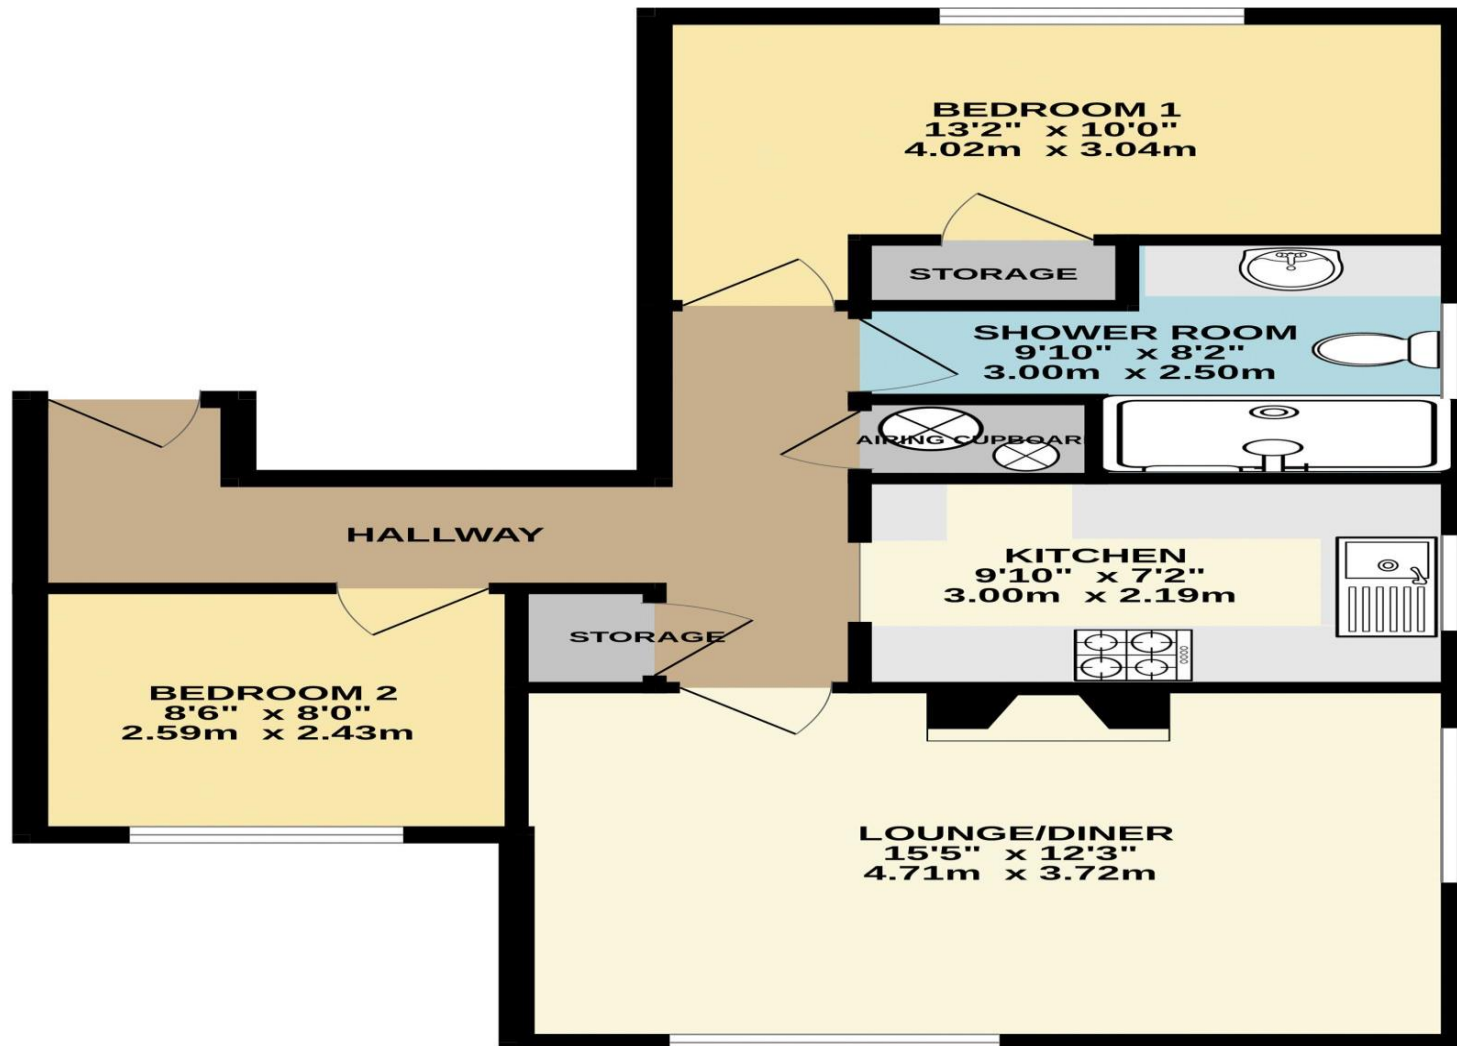 BEDROOM 1
13'2" x 10'0"
4.02m x 3.04m
STORAGE
SHOWER ROOM
9'10" x 8'2"
3.00m x 2.50m
AIRING CUPBOARD
HALLWAY
KITCHEN
9'10" x 7'2"
3.00m x 2.19m
STORAGE
BEDROOM 2
8'6" x 8'0"
2.59m x 2.43m
LOUNGE/DINER
15'5" x 12'3"
4.71m x 3.72m